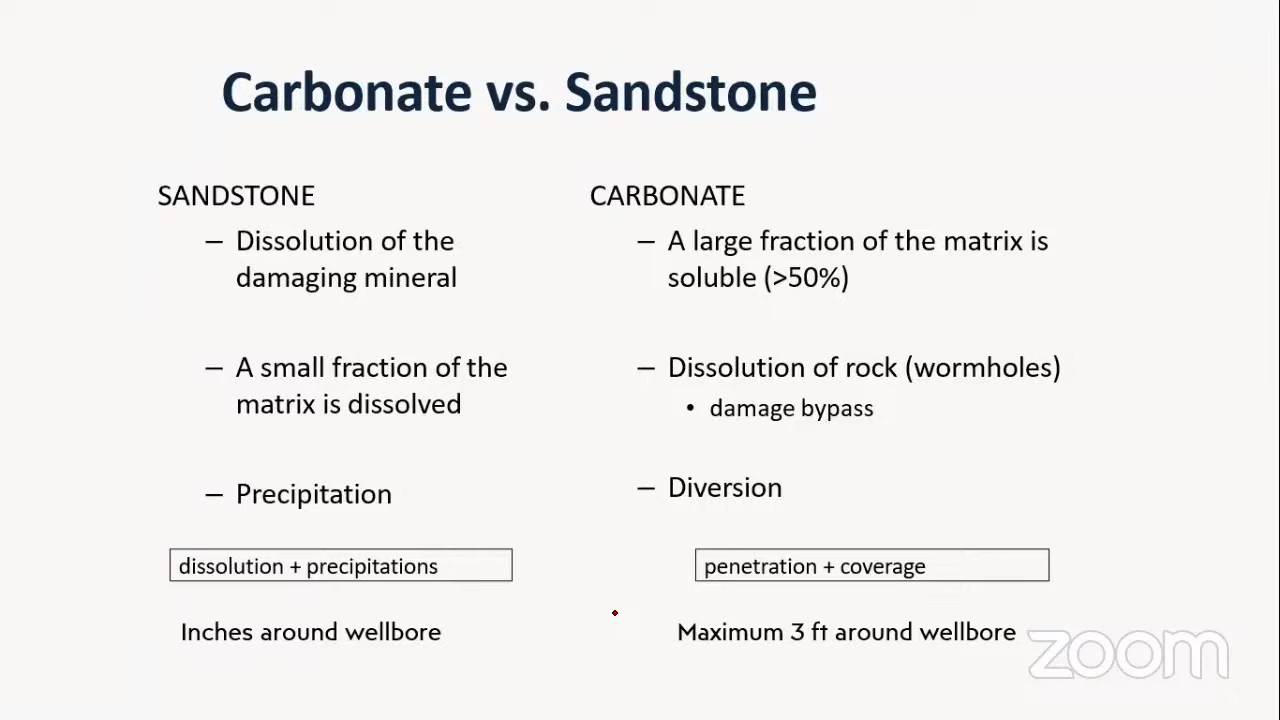 Carbonate vs. Sandstone
SANDSTONE
– Dissolution of the
damaging mineral
– A small fraction of the
matrix is dissolved
– Precipitation
dissolution + precipitations
Inches around wellbore
CARBONATE
– A large fraction of the matrix is
soluble (>50%)
– Dissolution of rock (wormholes)
• damage bypass
– Diversion
penetration + coverage
Maximum 3 ft around wellbore
zoom